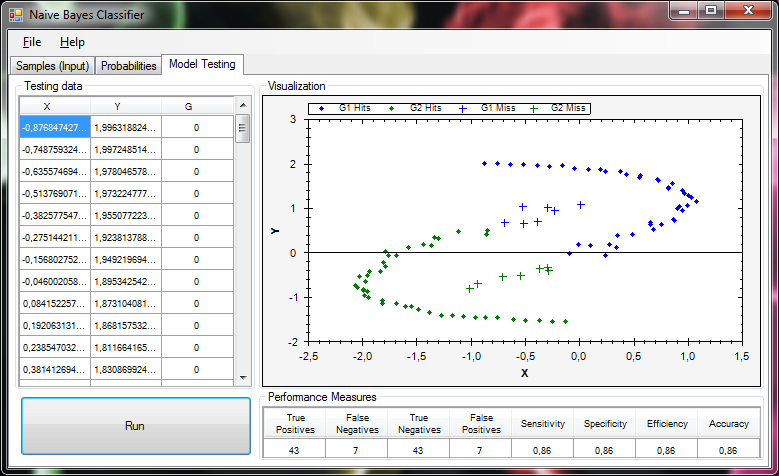 Naive Bayes Classifier
File Help
Samples (Input) Probabilities Model Testing
Testing data
X Y G
-0,876847427... 1,996318824... 0
-0,748759324... 1,997248514... 0
-0,635574694... 1,978046578... 0
-0,513769071... 1,973224777... 0
-0,382577547... 1,955077223... 0
-0,275144211... 1,923813788... 0
-0,156802752... 1,949219694... 0
-0,046002058... 1,895342542... 0
0,084152257... 1,873104081... 0
0,192063131... 1,868157532... 0
0,238547032... 1,811664165... 0
0,381412694... 1,830869924... 0
Run
Visualization
G1 Hits G2 Hits G1 Miss G2 Miss
3
2
1
0
-1
-2
Y
-2,5 -2,0 -1,5 -1,0 -0,5 0,0 0,5 1,0 1,5
X
Performance Measures
True Positives False Negatives True Negatives False Positives Sensitivity Specificity Efficiency Accuracy
43 7 43 7 0,86 0,86 0,86 0,86